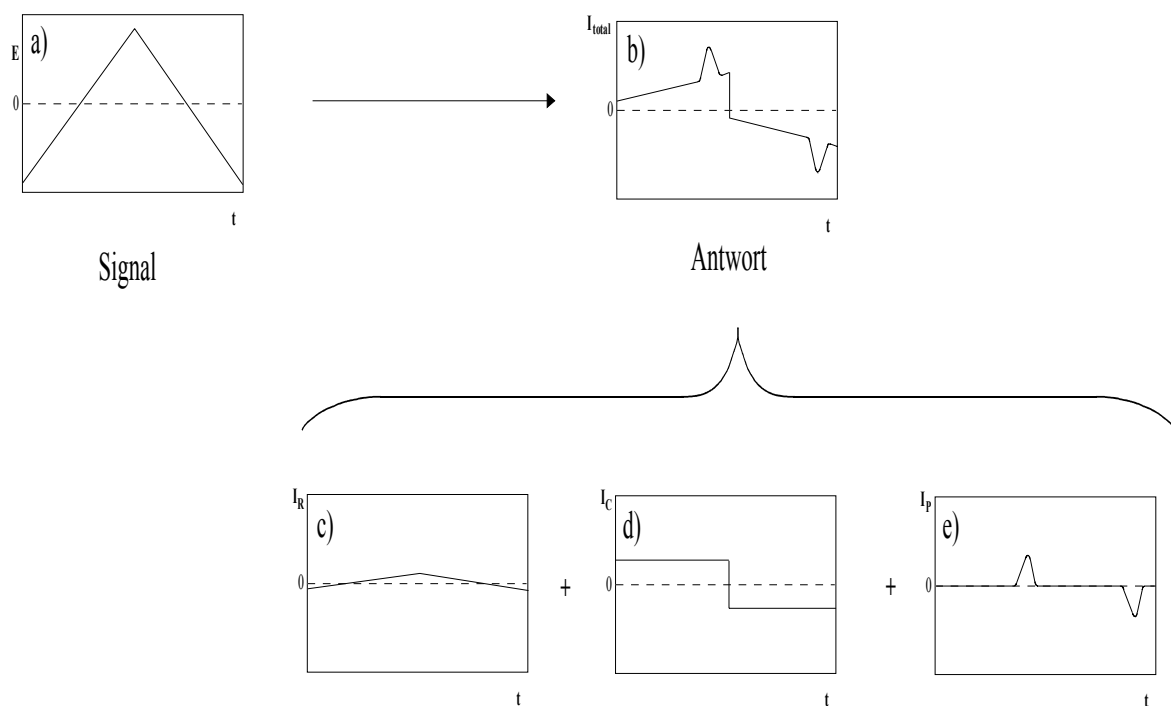 a)
E
0
t
Signal
I_total
b)
0
t
Antwort
I_R
c)
0
t
+
I_C
d)
0
t
+
I_P
e)
0
t